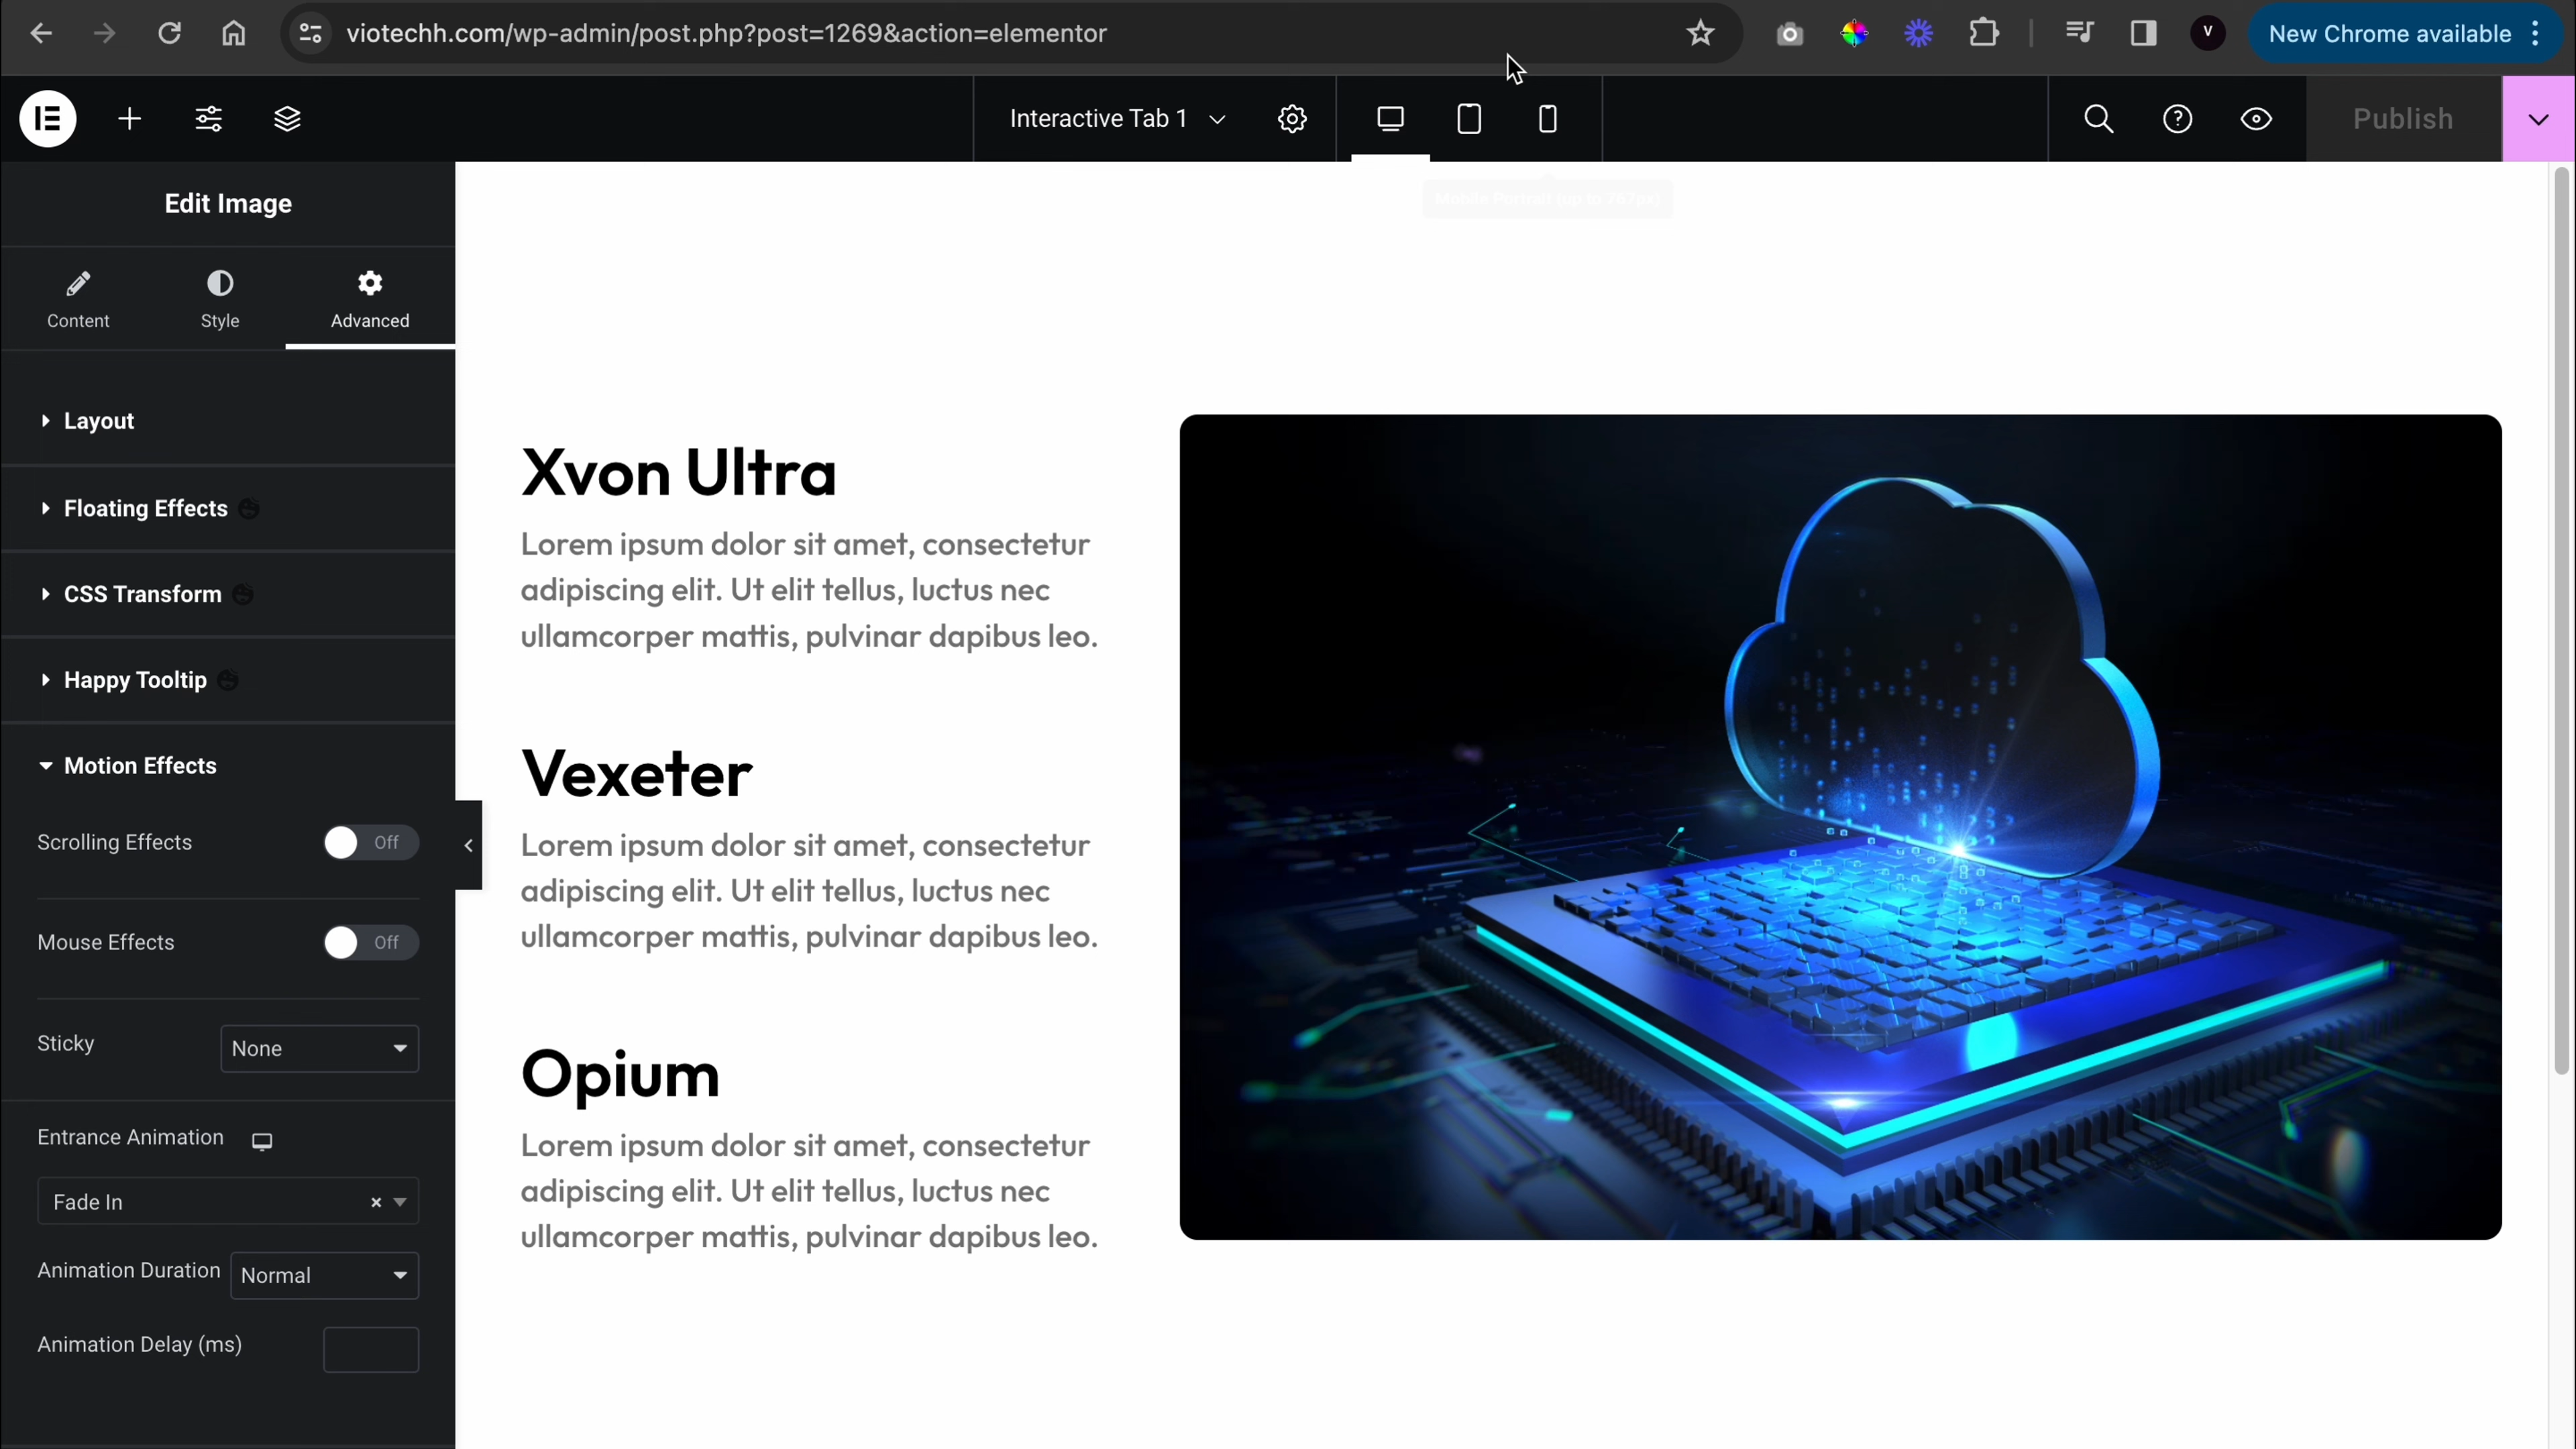 viotechh.com/wp-admin/post.php?post=1269&action=elementor
V
New Chrome available
Interactive Tab 1
Publish
Edit Image
Content
Style
Advanced
Layout
Floating Effects
CSS Transform
Happy Tooltip
Motion Effects
Scrolling Effects
Off
Mouse Effects
Off
Sticky
None
Entrance Animation
Fade In
Animation Duration
Normal
Animation Delay (ms)
Xvon Ultra
Lorem ipsum dolor sit amet, consectetur
adipiscing elit. Ut elit tellus, luctus nec
ullamcorper mattis, pulvinar dapibus leo.
Vexeter
Lorem ipsum dolor sit amet, consectetur
adipiscing elit. Ut elit tellus, luctus nec
ullamcorper mattis, pulvinar dapibus leo.
Opium
Lorem ipsum dolor sit amet, consectetur
adipiscing elit. Ut elit tellus, luctus nec
ullamcorper mattis, pulvinar dapibus leo.